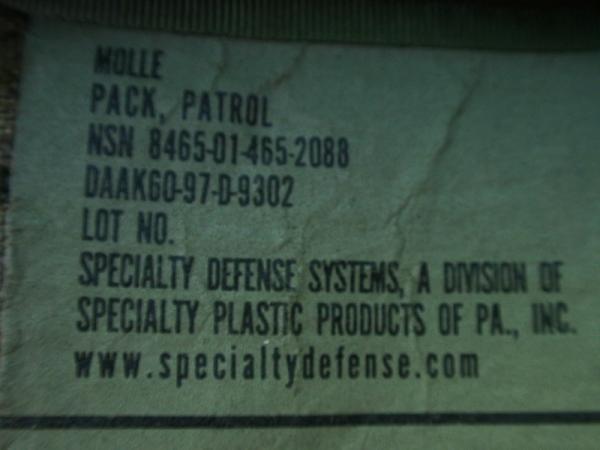 MOLLE
PACK, PATROL
NSN 8465-01-465-2088
DAAK60-97-D-9302
LOT NO.
SPECIALTY DEFENSE SYSTEMS, A DIVISION OF
SPECIALTY PLASTIC PRODUCTS OF PA., INC.
www.specialtydefense.com